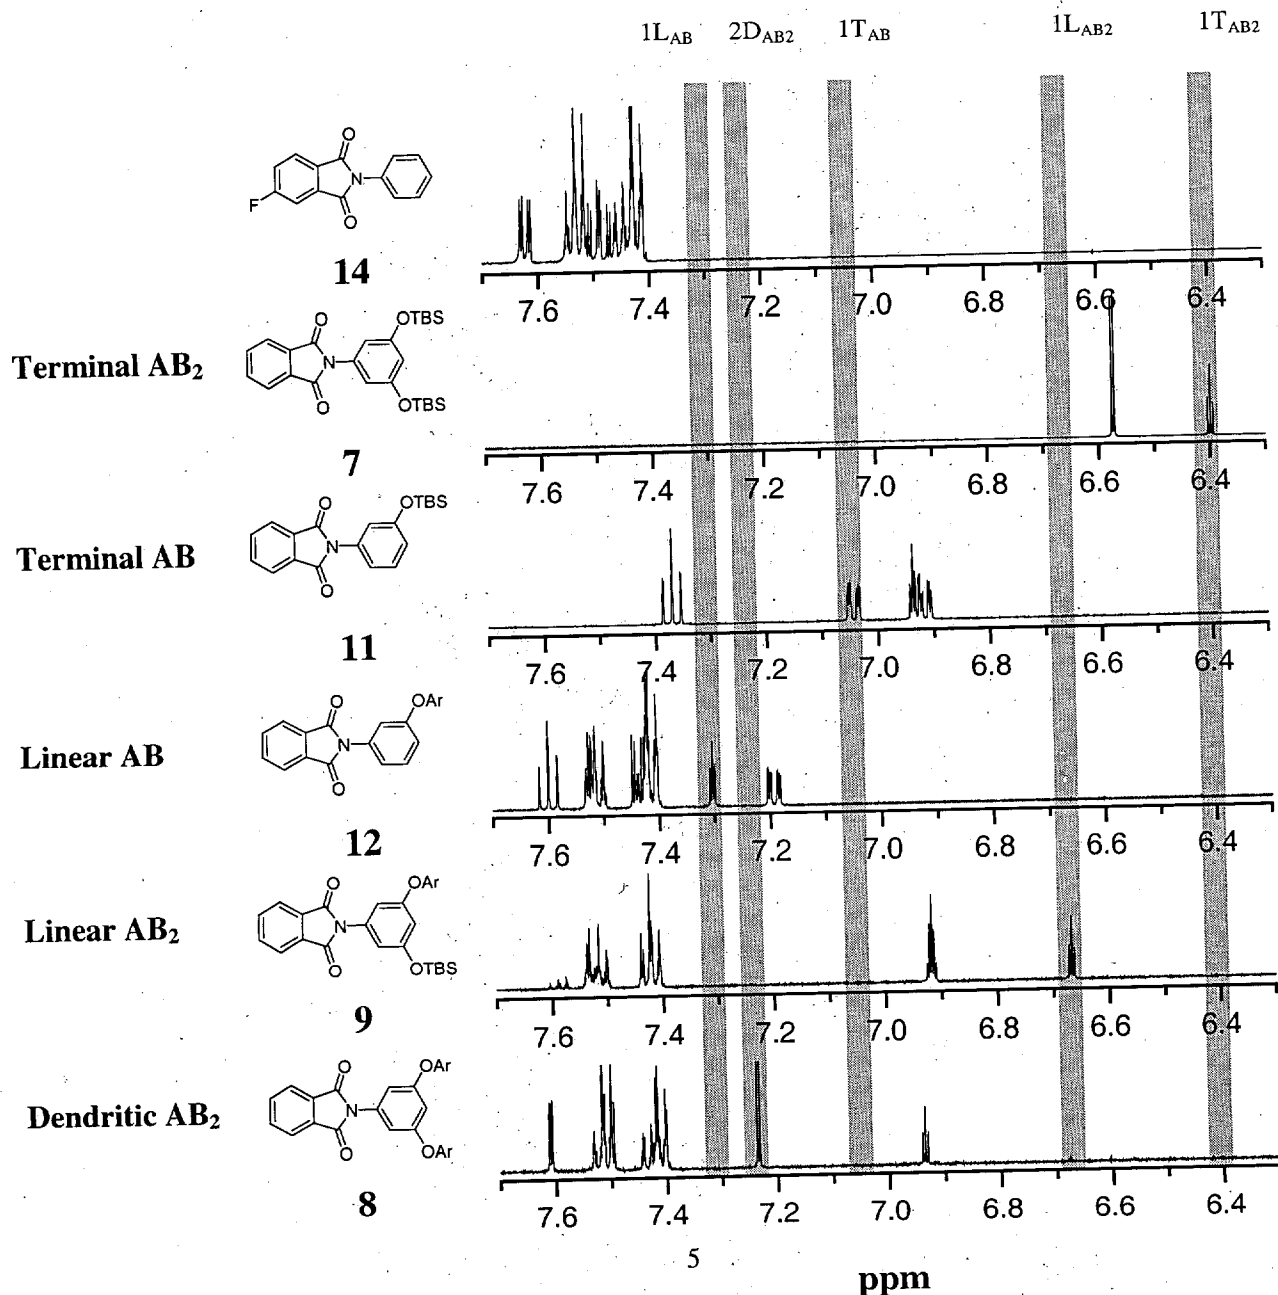 1L_AB 2D_AB2 1T_AB 1L_AB2 1T_AB2
O
N
F
O
14
7.6 7.4 7.2 7.0 6.8 6.6 6.4
Terminal AB₂
O
OTBS
N
O
OTBS
7
7.6 7.4 7.2 7.0 6.8 6.6 6.4
Terminal AB
O
OTBS
N
O
11
7.6 7.4 7.2 7.0 6.8 6.6 6.4
Linear AB
O
OAr
N
O
12
7.6 7.4 7.2 7.0 6.8 6.6 6.4
Linear AB₂
O
OAr
N
O
OTBS
9
7.6 7.4 7.2 7.0 6.8 6.6 6.4
Dendritic AB₂
O
OAr
N
O
OAr
8
7.6 7.4 7.2 7.0 6.8 6.6 6.4
5
ppm